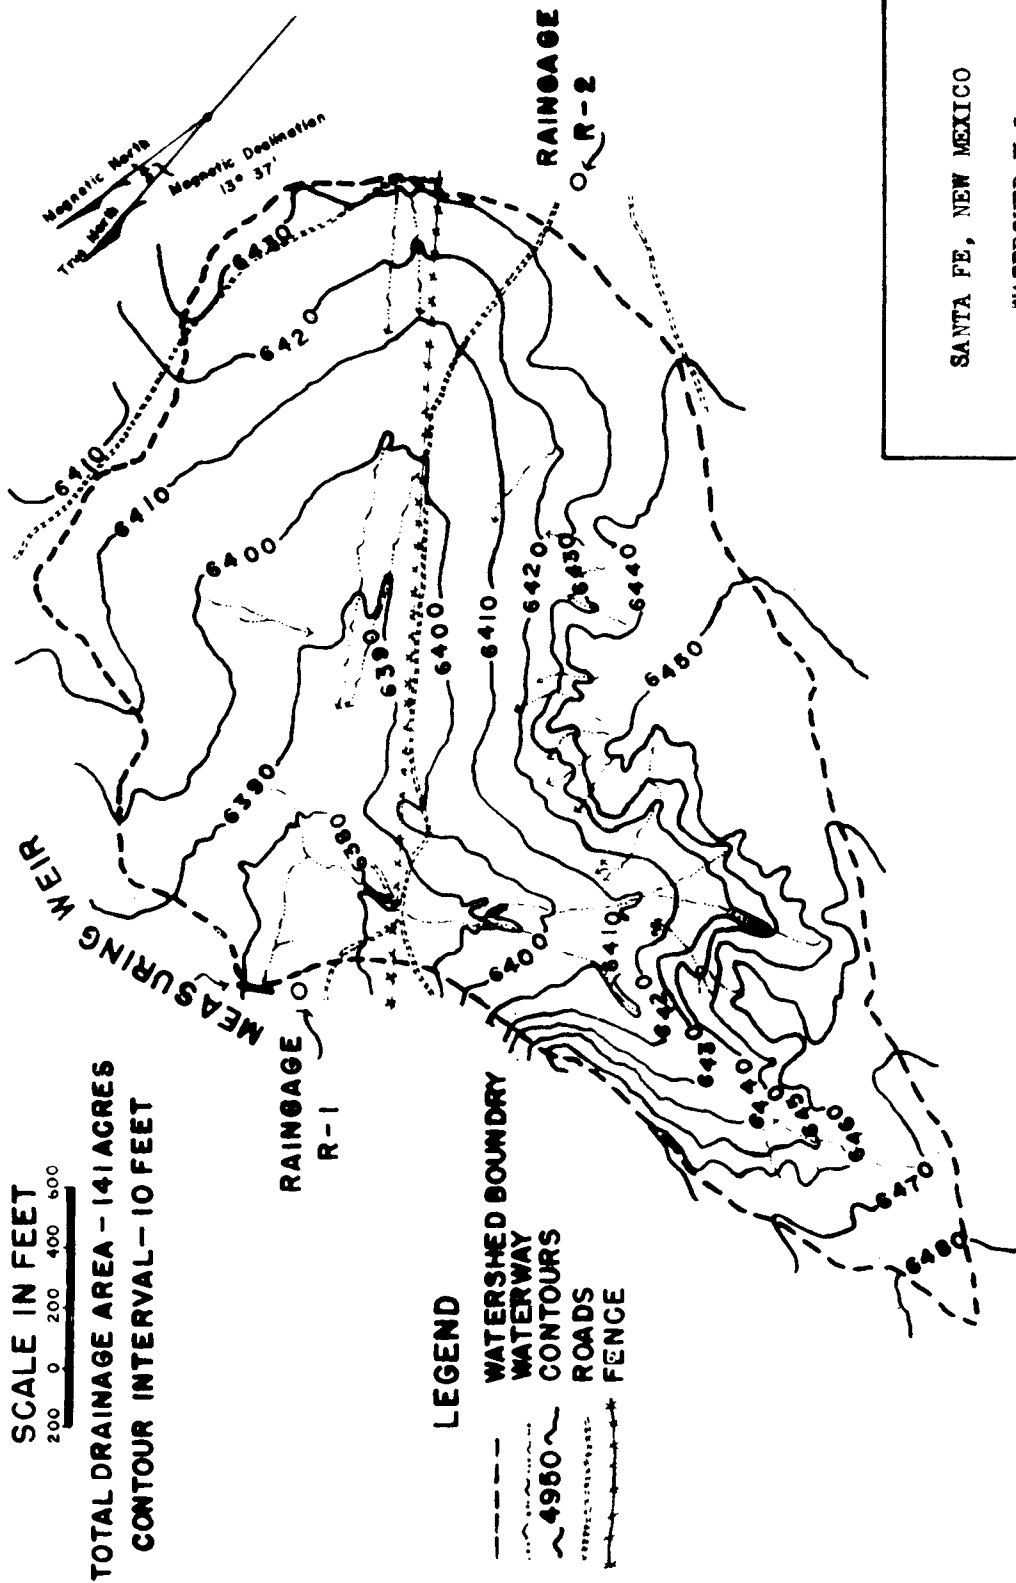 SCALE IN FEET
200 0 200 400 600
TOTAL DRAINAGE AREA - 141 ACRES
CONTOUR INTERVAL - 10 FEET
LEGEND
WATERSHED BOUNDRY
WATERWAY
4950 CONTOURS
ROADS
FENCE
MEASURING WEIR
RAINGAGE
R-1
RAINGAGE
R-2
True North
Magnetic North
Magnetic Declination
13° 37'
6410
6410
6430
6420
6400
6390
6390
6380
6400
6410
6420
6430
6440
6450
6400
6410
6420
6430
6440
6450
6460
6470
6480
SANTA FE, NEW MEXICO